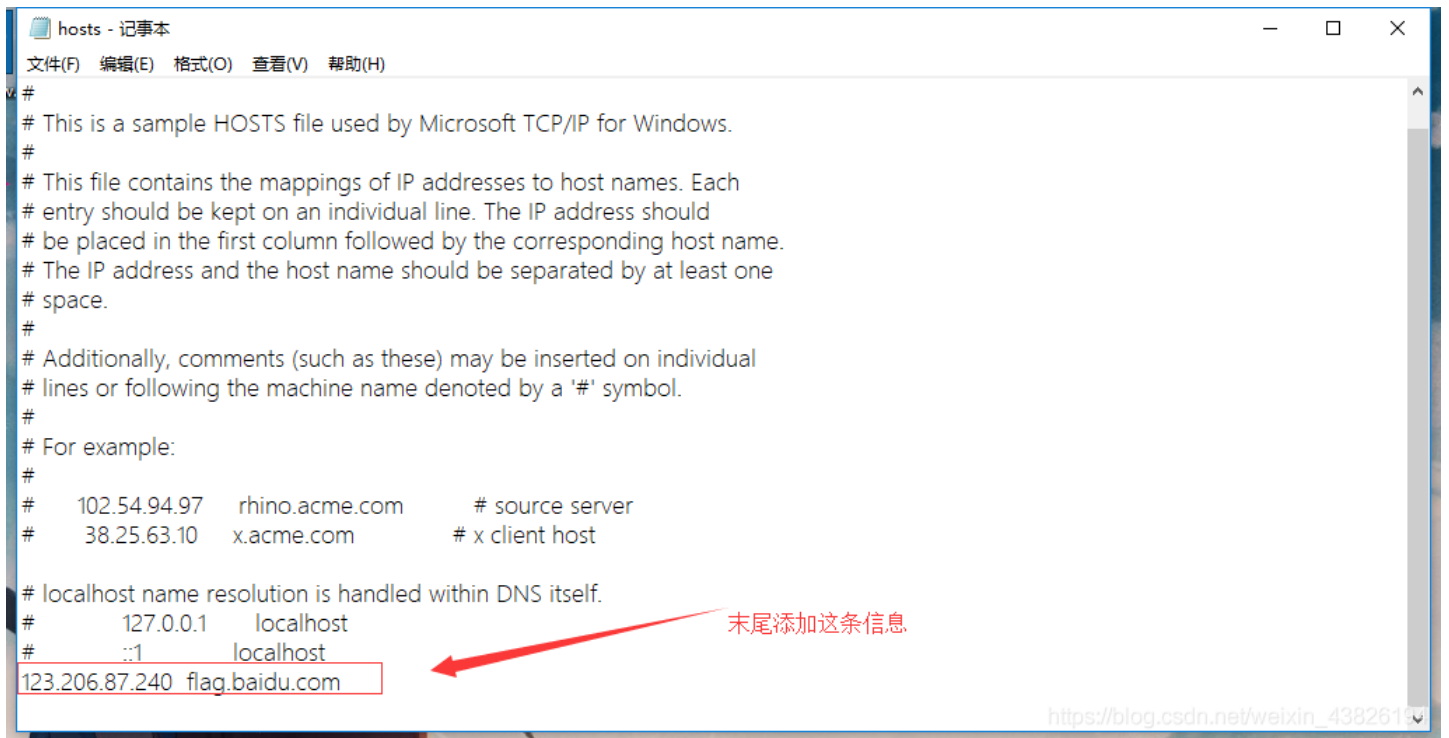 hosts - 记事本
文件(F) 编辑(E) 格式(O) 查看(V) 帮助(H)
#
# This is a sample HOSTS file used by Microsoft TCP/IP for Windows.
#
# This file contains the mappings of IP addresses to host names. Each
# entry should be kept on an individual line. The IP address should
# be placed in the first column followed by the corresponding host name.
# The IP address and the host name should be separated by at least one
# space.
#
# Additionally, comments (such as these) may be inserted on individual
# lines or following the machine name denoted by a '#' symbol.
#
# For example:
#
# 102.54.94.97 rhino.acme.com # source server
# 38.25.63.10 x.acme.com # x client host
# localhost name resolution is handled within DNS itself.
# 127.0.0.1 localhost
末尾添加这条信息
# ::1 localhost
123.206.87.240 flag.baidu.com